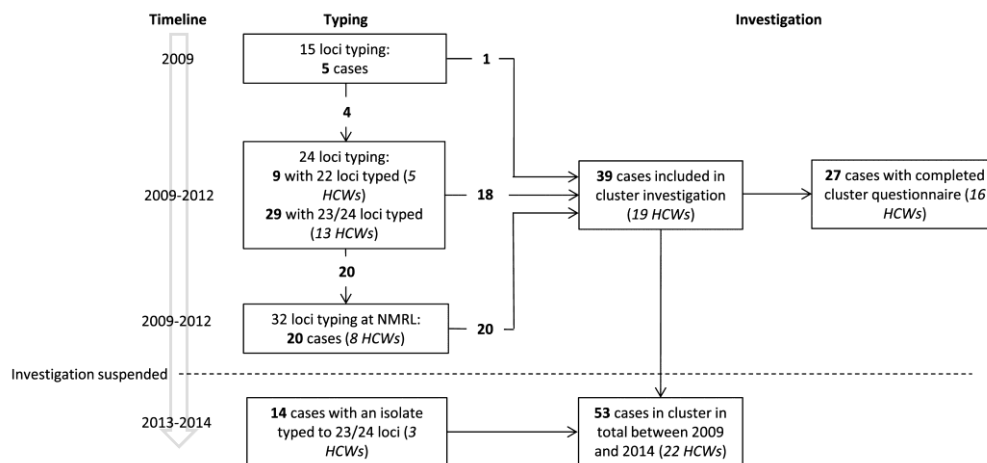 Timeline
Typing
Investigation
2009
15 loci typing:
5 cases
1
4
2009-2012
24 loci typing:
9 with 22 loci typed (5
HCWs)
29 with 23/24 loci typed
(13 HCWs)
18
39 cases included in
cluster investigation
(19 HCWs)
27 cases with completed
cluster questionnaire (16
HCWs)
20
2009-2012
32 loci typing at NMRL:
20 cases (8 HCWs)
20
Investigation suspended
2013-2014
14 cases with an isolate
typed to 23/24 loci (3
HCWs)
53 cases in cluster in
total between 2009
and 2014 (22 HCWs)